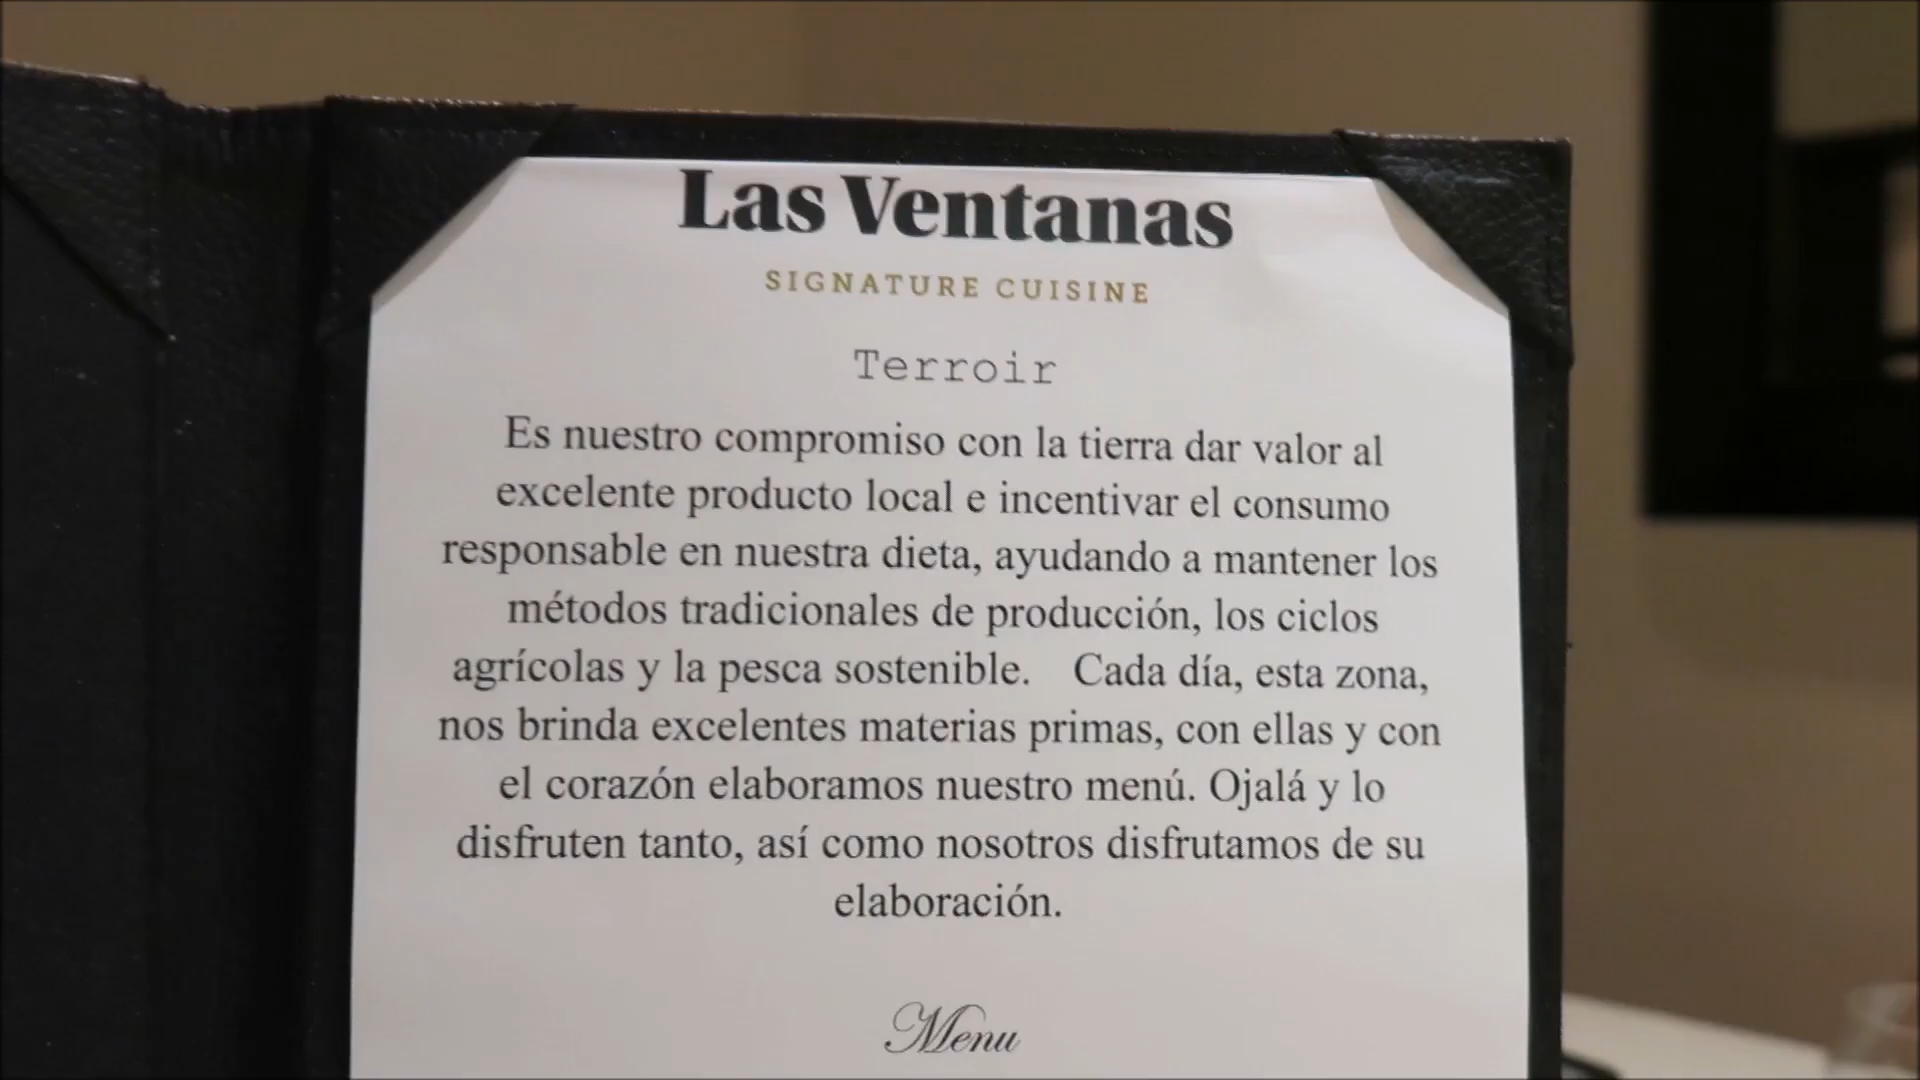 Las Ventanas
SIGNATURE CUISINE
Terroir
Es nuestro compromiso con la tierra dar valor al
excelente producto local e incentivar el consumo
responsable en nuestra dieta, ayudando a mantener los
métodos tradicionales de producción, los ciclos
agrícolas y la pesca sostenible. Cada día, esta zona,
nos brinda excelentes materias primas, con ellas y con
el corazón elaboramos nuestro menú. Ojalá y lo
disfruten tanto, así como nosotros disfrutamos de su
elaboración.
Menu